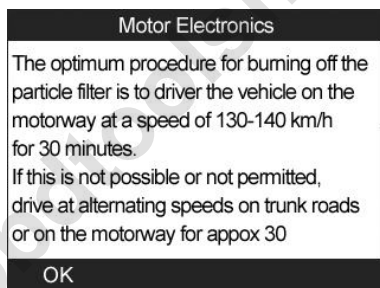 Motor Electronics
The optimum procedure for burning off the
particle filter is to driver the vehicle on the
motorway at a speed of 130-140 km/h
for 30 minutes.
If this is not possible or not permitted,
drive at alternating speeds on trunk roads
or on the motorway for appox 30
OK